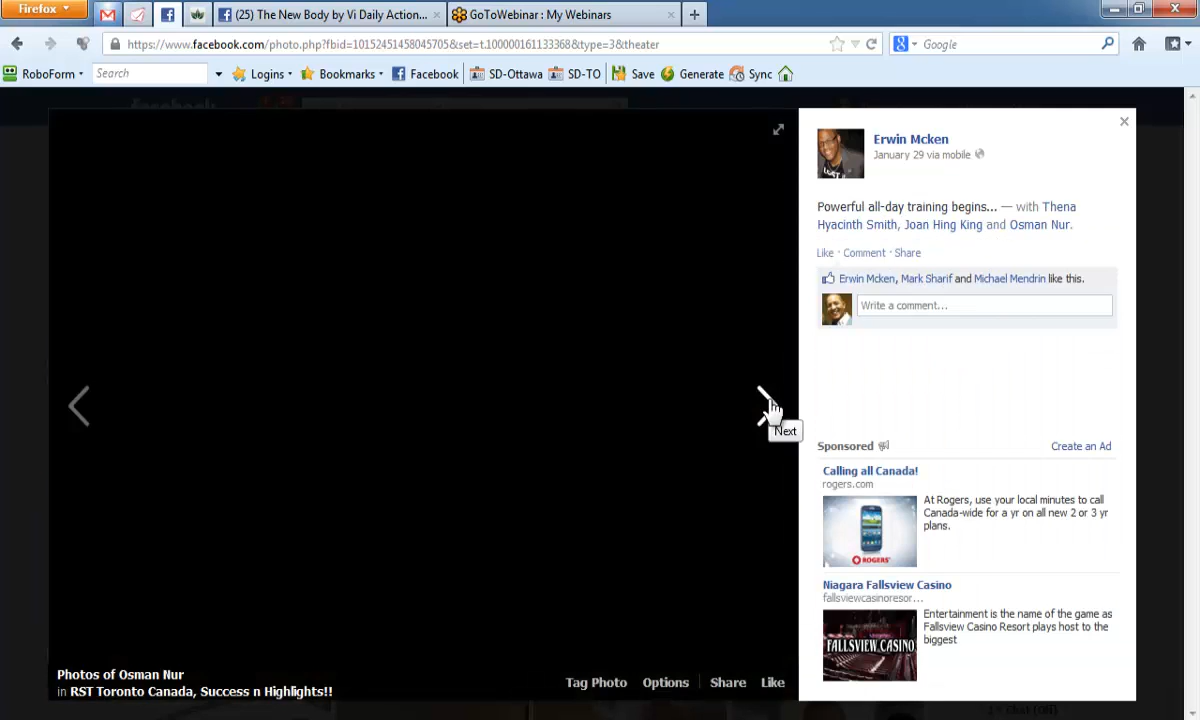 Firefox
(25) The New Body by Vi Daily Action...
GoToWebinar : My Webinars
https://www.facebook.com/photo.php?fbid=10152451458045705&set=t.100000161133368&type=3&theater
Google
RoboForm
Search
Logins
Bookmarks
Facebook
SD-Ottawa
SD-TO
Save
Generate
Sync
Erwin Mcken
January 29 via mobile
Powerful all-day training begins... — with Thena
Hyacinth Smith, Joan Hing King and Osman Nur.
Like · Comment · Share
Erwin Mcken, Mark Sharif and Michael Mendrin like this.
Write a comment...
Next
Sponsored
Create an Ad
Calling all Canada!
rogers.com
At Rogers, use your local minutes to call
Canada-wide for a yr on all new 2 or 3 yr
plans.
ROGERS
Niagara Fallsview Casino
fallsviewcasinoresor...
Entertainment is the name of the game as
Fallsview Casino Resort plays host to the
biggest
FALLSVIEW CASINO
Photos of Osman Nur
in RST Toronto Canada, Success n Highlights!!
Tag Photo
Options
Share
Like